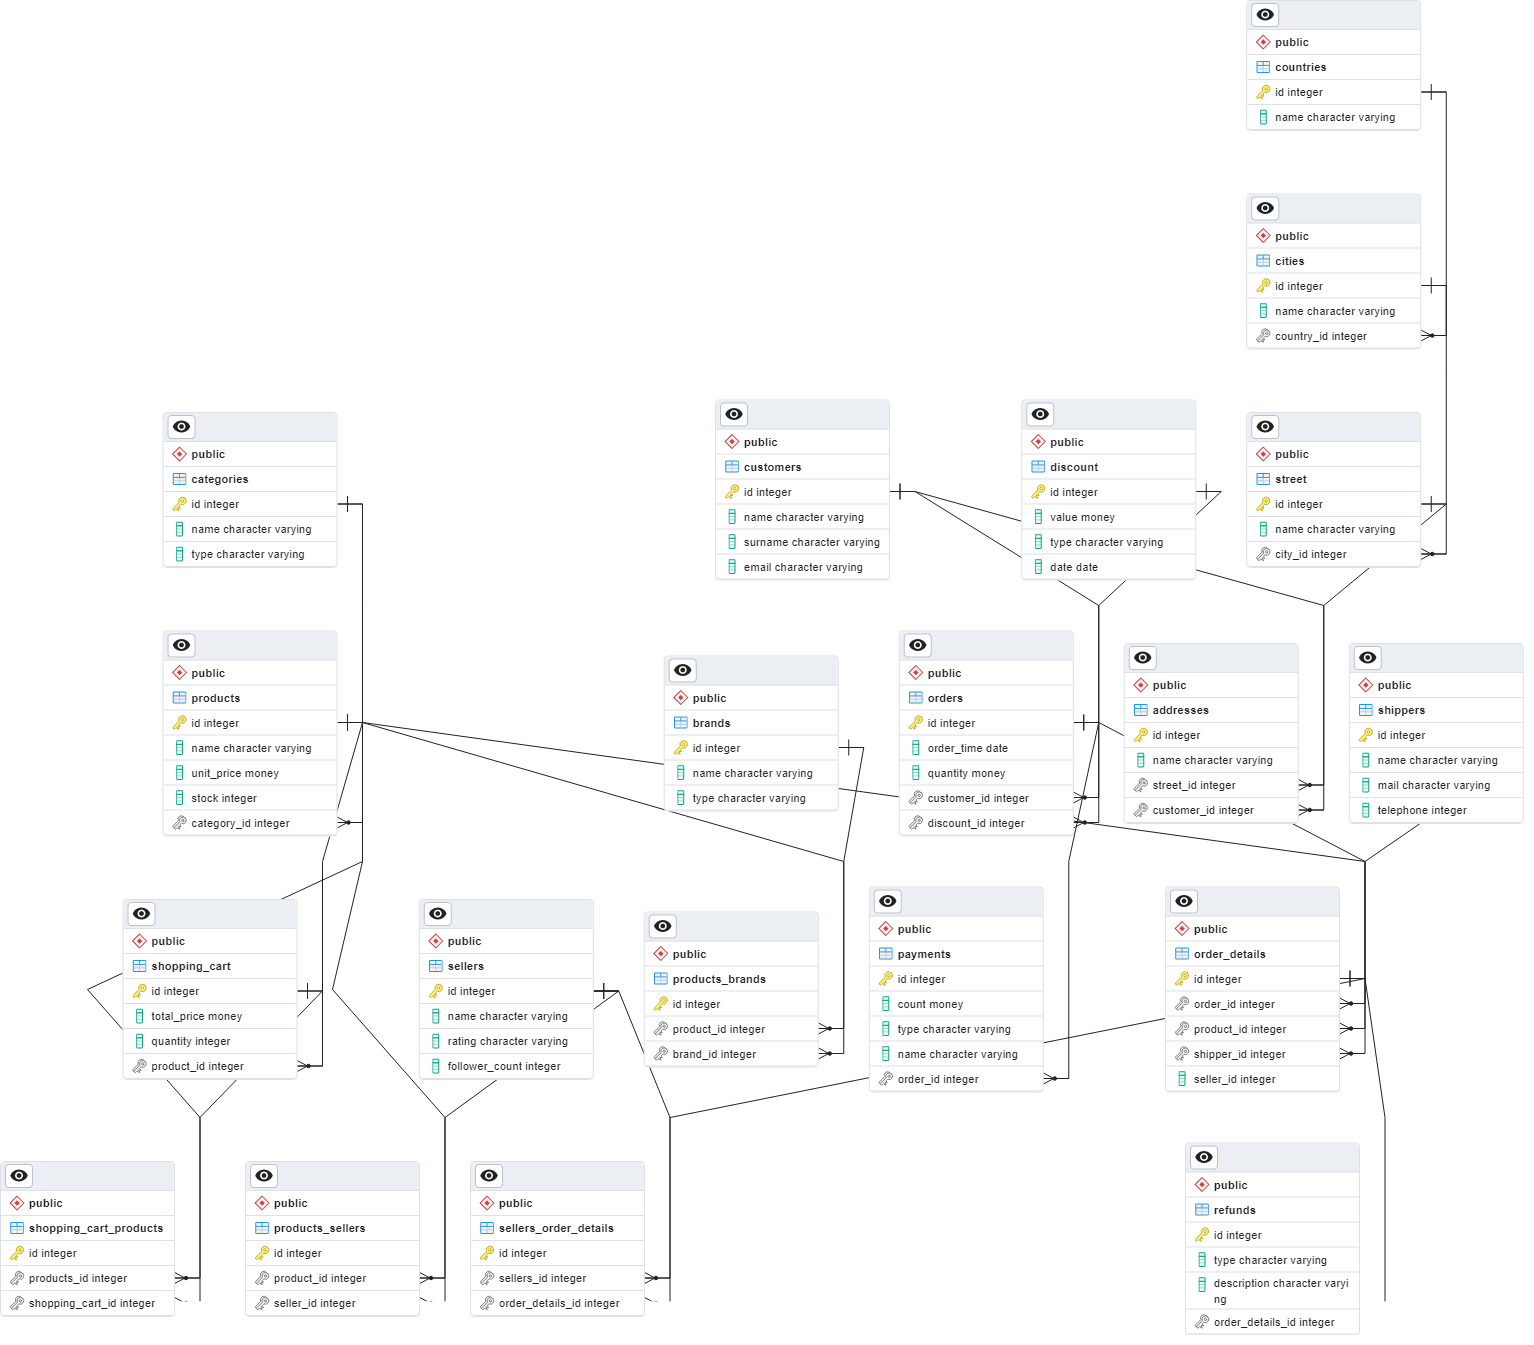 public
countries
id integer
name character varying
public
cities
id integer
name character varying
country_id integer
public
categories
id integer
name character varying
type character varying
public
customers
id integer
name character varying
surname character varying
email character varying
public
discount
id integer
value money
type character varying
date date
public
street
id integer
name character varying
city_id integer
public
products
id integer
name character varying
unit_price money
stock integer
category_id integer
public
brands
id integer
name character varying
type character varying
public
orders
id integer
order_time date
quantity money
customer_id integer
discount_id integer
public
addresses
id integer
name character varying
street_id integer
customer_id integer
public
shippers
id integer
name character varying
mail character varying
telephone integer
public
shopping_cart
id integer
total_price money
quantity integer
product_id integer
public
sellers
id integer
name character varying
rating character varying
follower_count integer
public
products_brands
id integer
product_id integer
brand_id integer
public
payments
id integer
count money
type character varying
name character varying
order_id integer
public
order_details
id integer
order_id integer
product_id integer
shipper_id integer
seller_id integer
public
shopping_cart_products
id integer
products_id integer
shopping_cart_id integer
public
products_sellers
id integer
product_id integer
seller_id integer
public
sellers_order_details
id integer
sellers_id integer
order_details_id integer
public
refunds
id integer
type character varying
description character varyi
ng
order_details_id integer